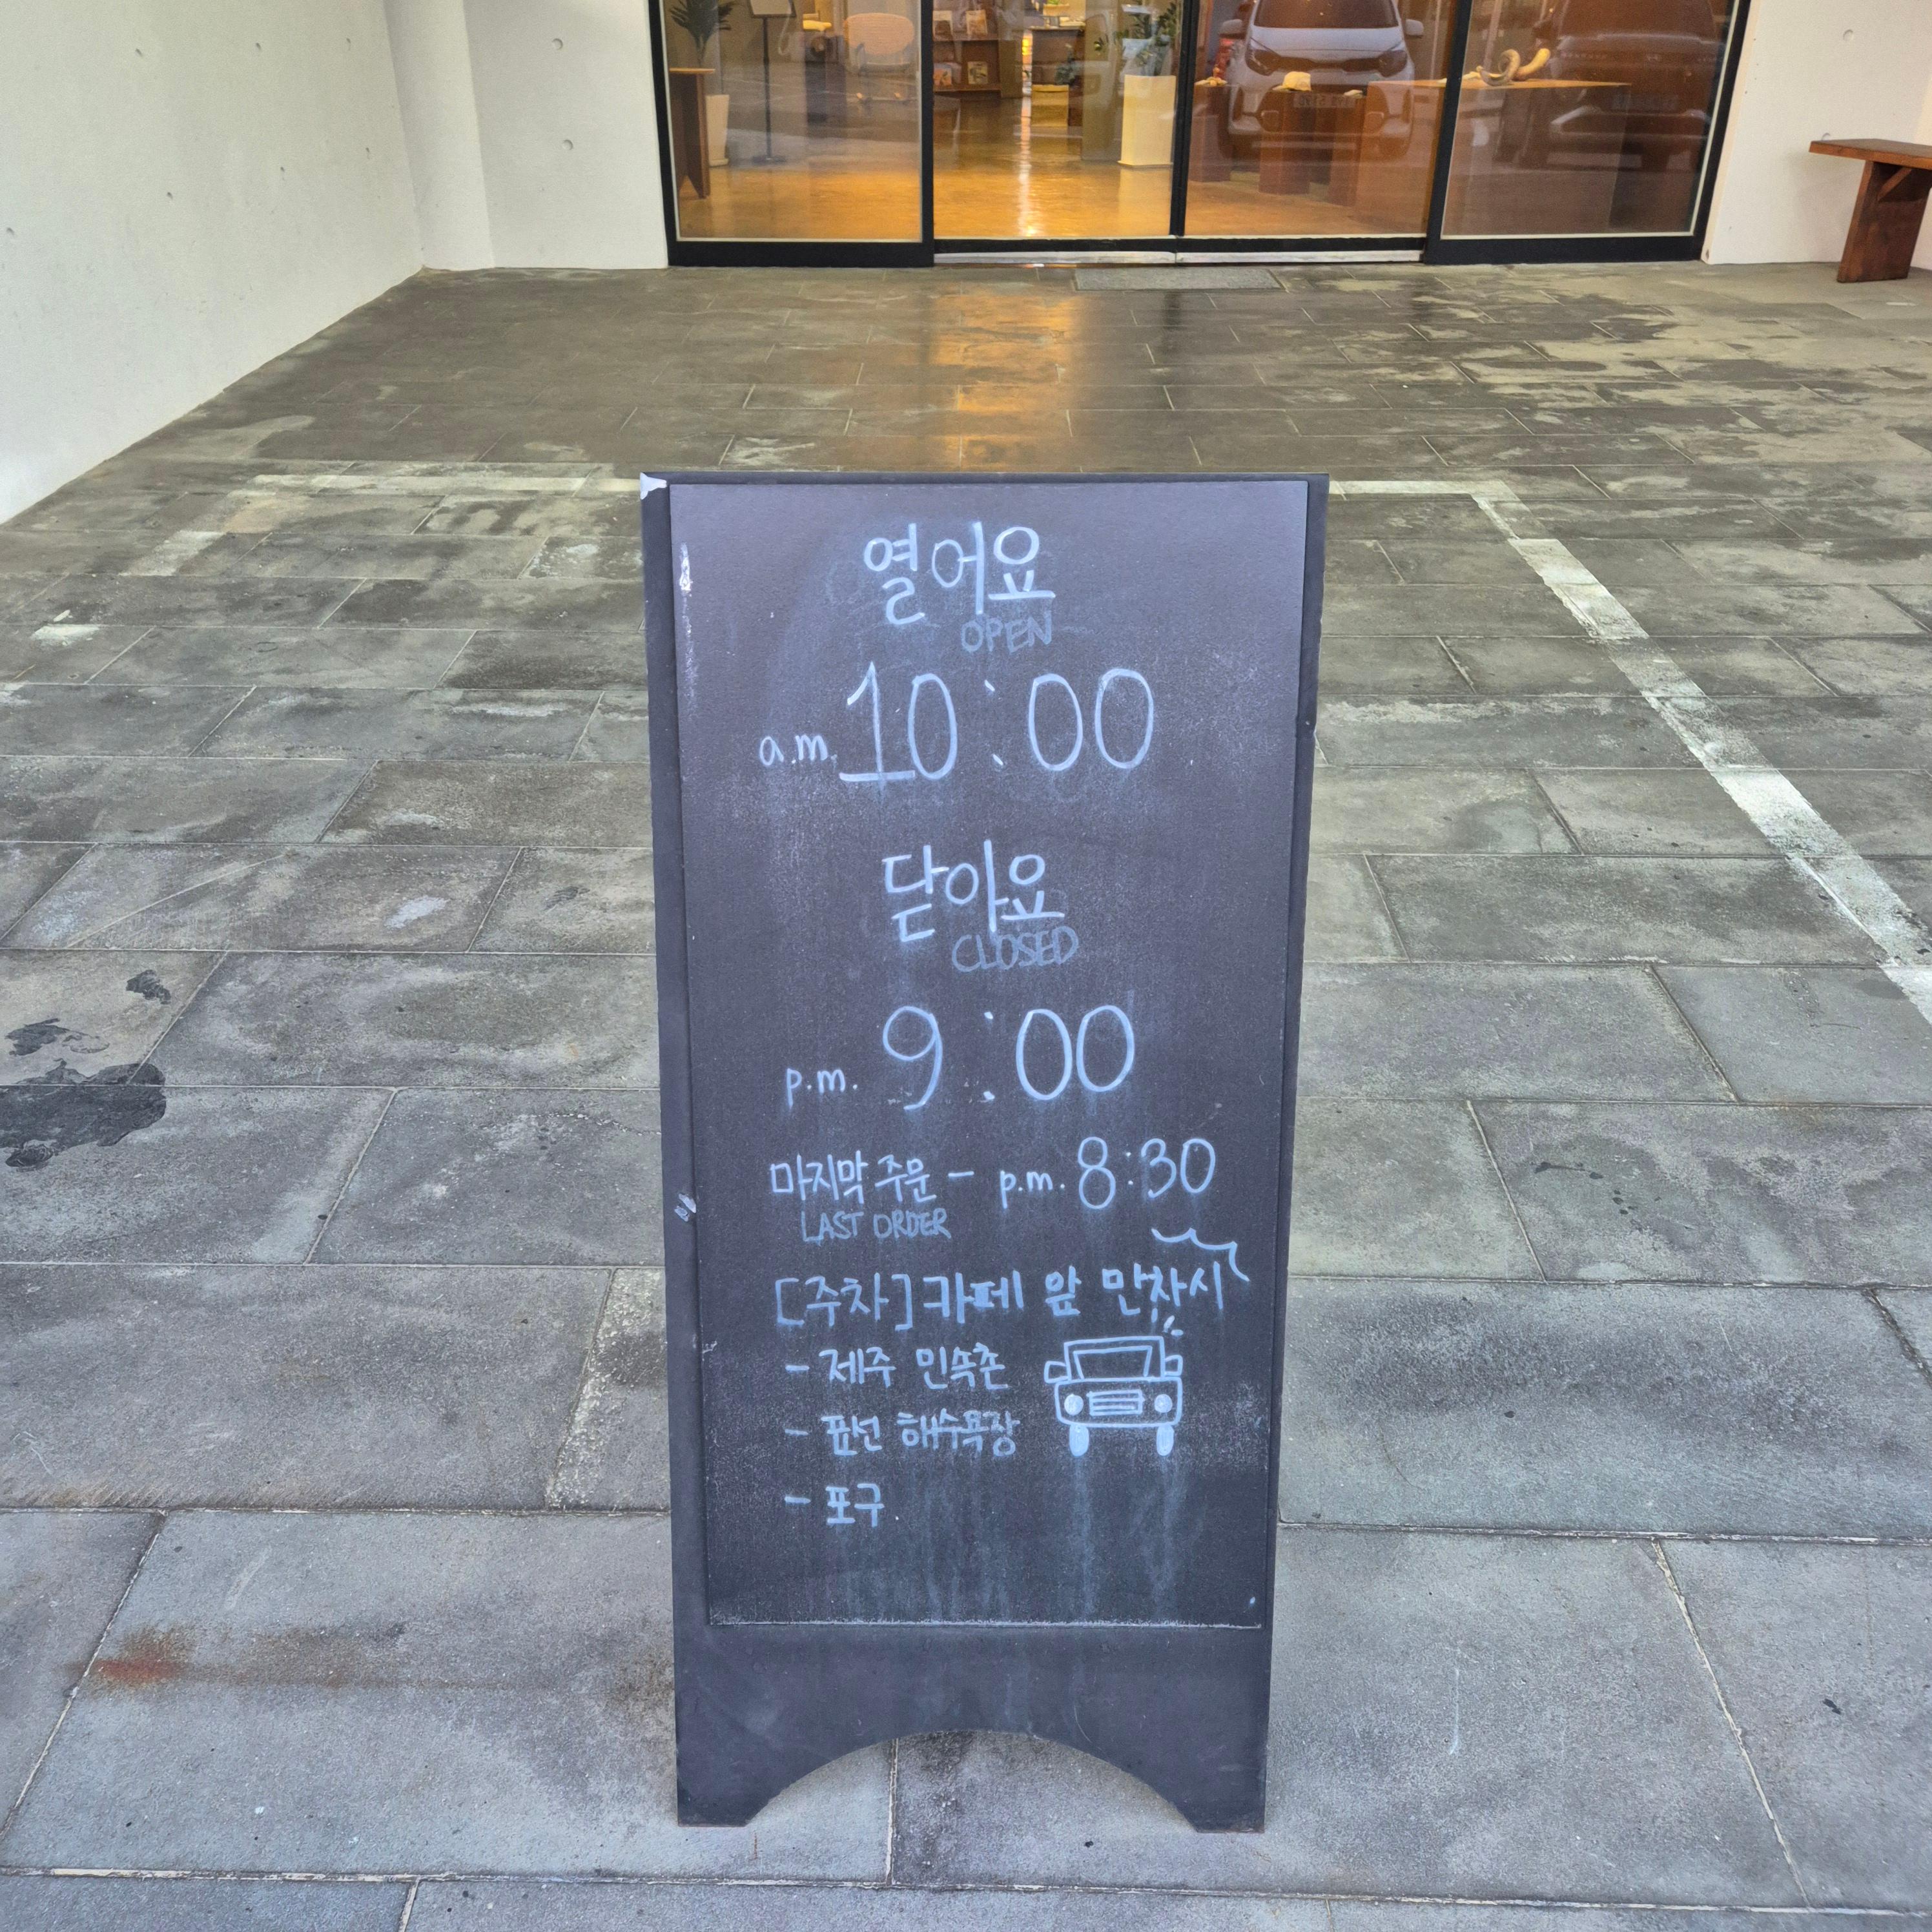 열어요
OPEN
a.m. 10:00
닫아요
CLOSED
p.m. 9:00
마지막 주문 - p.m. 8:30
LAST ORDER
[주차] 카페 앞 만차시
- 제주 민속촌
- 표선 해수욕장
- 포구